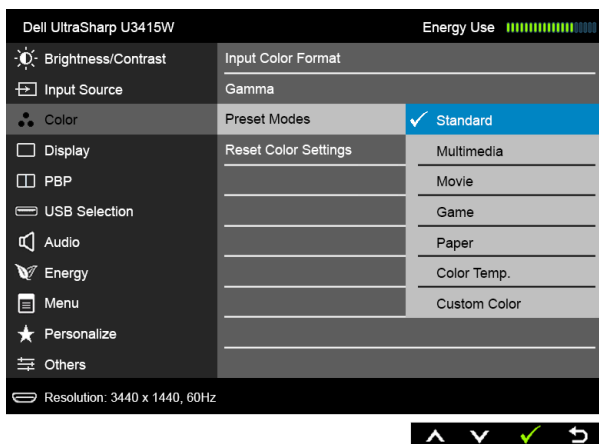 Dell UltraSharp U3415W
Energy Use
Brightness/Contrast
Input Color Format
Input Source
Gamma
Color
Preset Modes
Standard
Display
Reset Color Settings
Multimedia
PBP
Movie
USB Selection
Game
Audio
Paper
Energy
Color Temp.
Menu
Custom Color
Personalize
Others
Resolution: 3440 x 1440, 60Hz